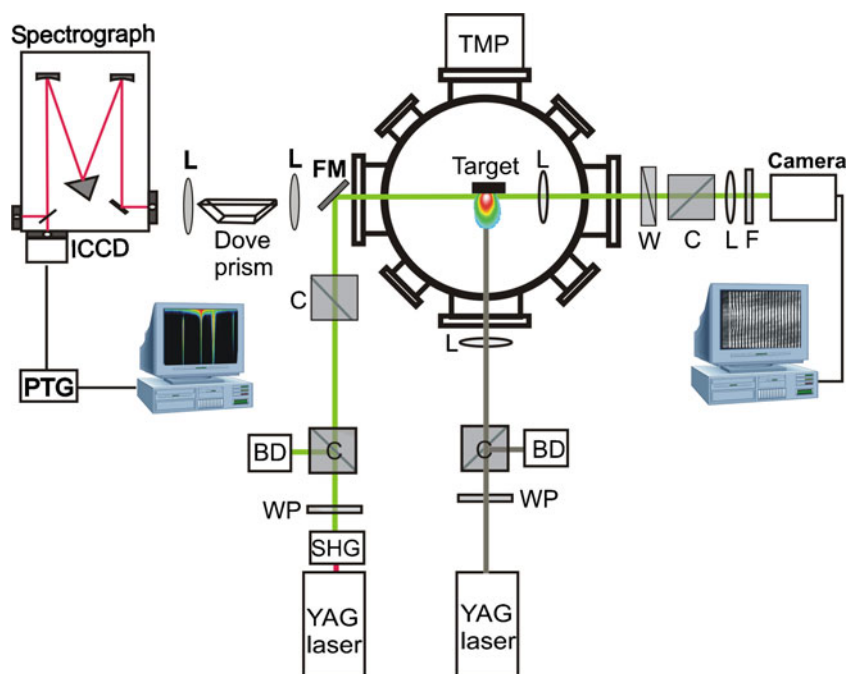 Spectrograph
TMP
L
L
FM
Target
L
Camera
Dove
prism
ICCD
W
C
L
F
C
L
PTG
BD
C
C
BD
WP
WP
SHG
YAG
laser
YAG
laser